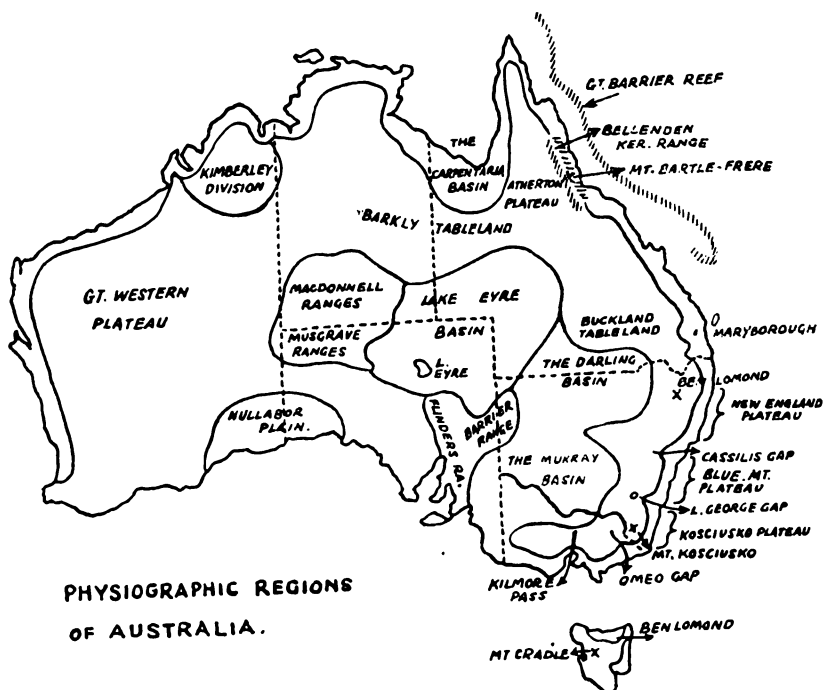 GT. BARRIER REEF
BELLENDEN
KER. RANGE
MT. BARTLE-FRERE
THE
CARPENTARIA
BASIN
ATHERTON
PLATEAU
KIMBERLEY
DIVISION
BARKLY TABLELAND
GT. WESTERN
PLATEAU
MACDONNELL
RANGES
MUSGRAVE
RANGES
LAKE EYRE
BASIN
L.
EYRE
BUCKLAND
TABLELAND
MARYBOROUGH
THE DARLING
BASIN
BEN LOMOND
NEW ENGLAND
PLATEAU
NULLABOR
PLAIN.
FLINDERS RA.
BARRIER
RANGE
THE MURRAY
BASIN
CASSILIS GAP
BLUE. MT.
PLATEAU
L. GEORGE GAP
KOSCIUSKO PLATEAU
MT. KOSCIUSKO
OMEO GAP
KILMORE
PASS
PHYSIOGRAPHIC REGIONS
OF AUSTRALIA.
BEN LOMOND
MT CRADLE